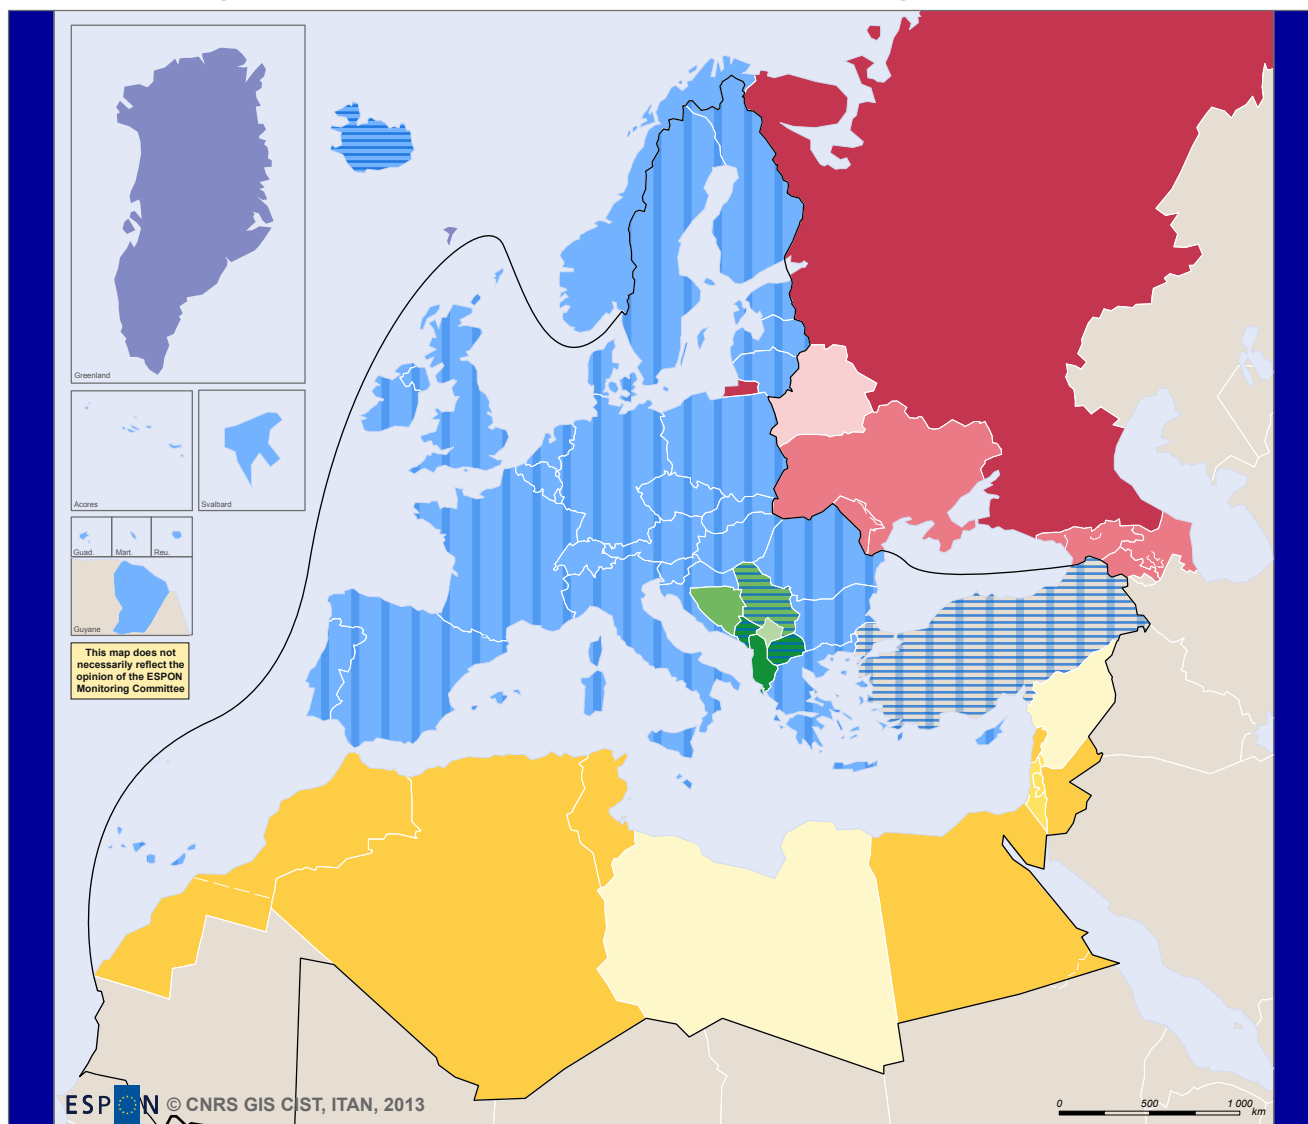 Greenland
Acores
Svalbard
Guad.
Mart.
Reu.
Guyane
This map does not
necessarily reflect the
opinion of the ESPON
Monitoring Committee
ESPON © CNRS GIS CIST, ITAN, 2013
0 500 1 000
km